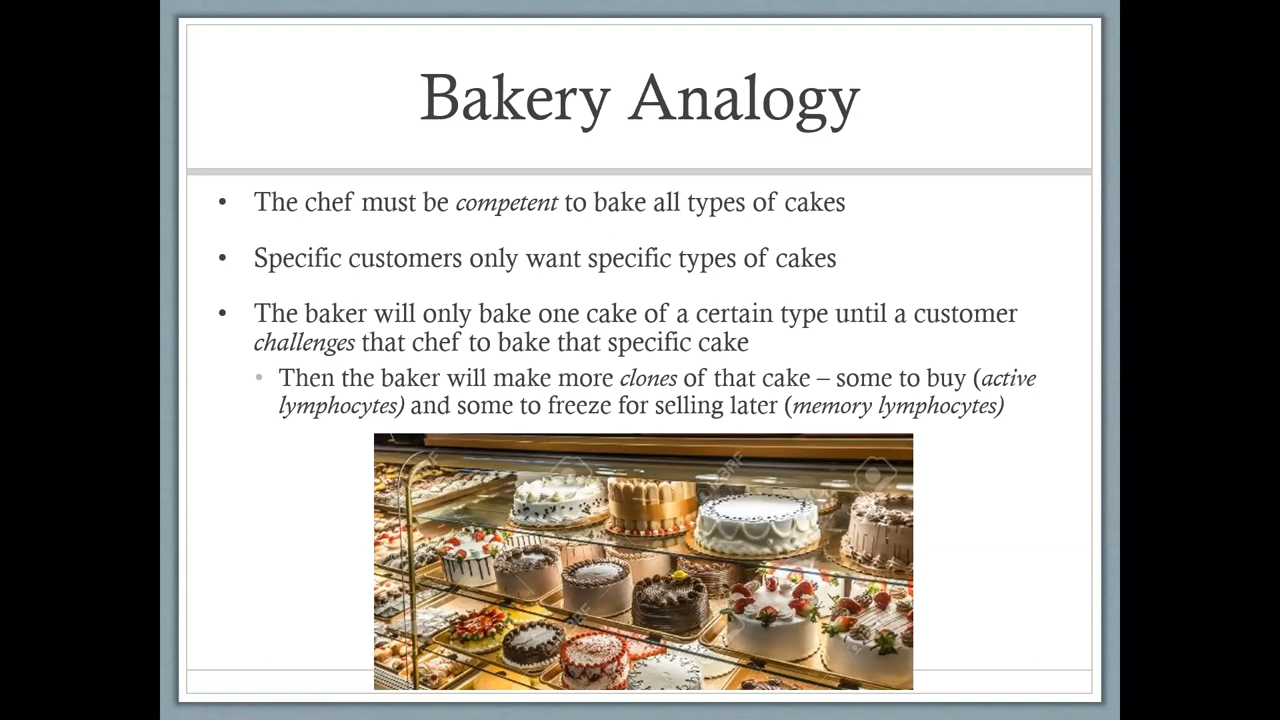 Bakery Analogy
• The chef must be competent to bake all types of cakes
• Specific customers only want specific types of cakes
• The baker will only bake one cake of a certain type until a customer
challenges that chef to bake that specific cake
• Then the baker will make more clones of that cake – some to buy (active
lymphocytes) and some to freeze for selling later (memory lymphocytes)